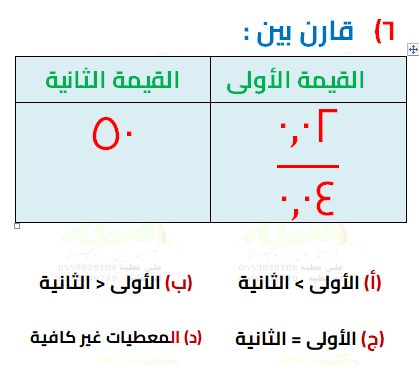 ٦) قارن بين :
القيمة الأولى القيمة الثانية
٠,٠٢
٠,٠٤
٥٠
(أ) الأولى > الثانية (ب) الأولى < الثانية
(ج) الأولى = الثانية (د) المعطيات غير كافية